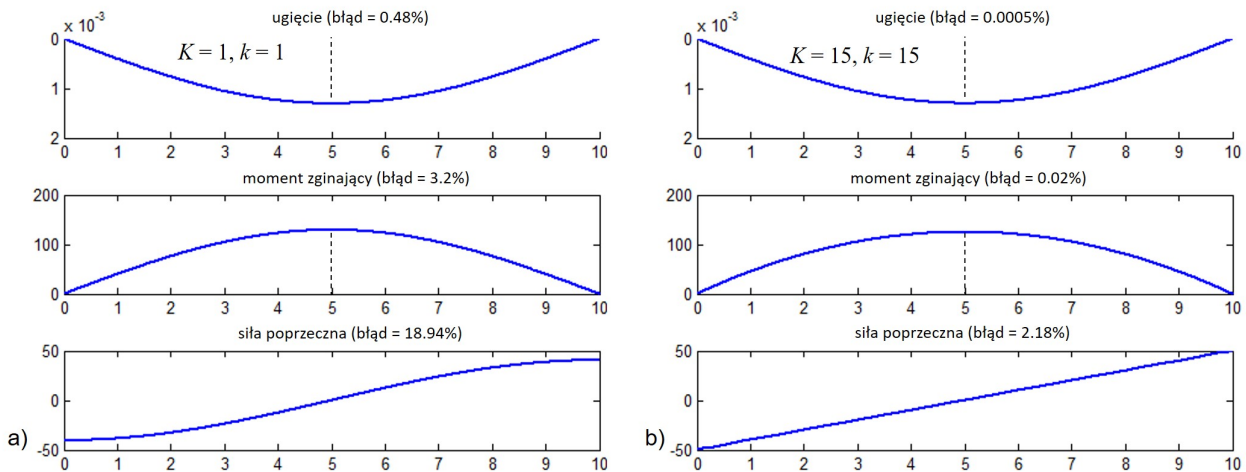 ugięcie (błąd = 0.48%)
x 10⁻³
K = 1, k = 1
0
1
2
0 1 2 3 4 5 6 7 8 9 10
moment zginający (błąd = 3.2%)
200
100
0
0 1 2 3 4 5 6 7 8 9 10
siła poprzeczna (błąd = 18.94%)
50
0
-50
0 1 2 3 4 5 6 7 8 9 10
a)
ugięcie (błąd = 0.0005%)
x 10⁻³
K = 15, k = 15
0
1
2
0 1 2 3 4 5 6 7 8 9 10
moment zginający (błąd = 0.02%)
200
100
0
0 1 2 3 4 5 6 7 8 9 10
siła poprzeczna (błąd = 2.18%)
50
0
-50
0 1 2 3 4 5 6 7 8 9 10
b)